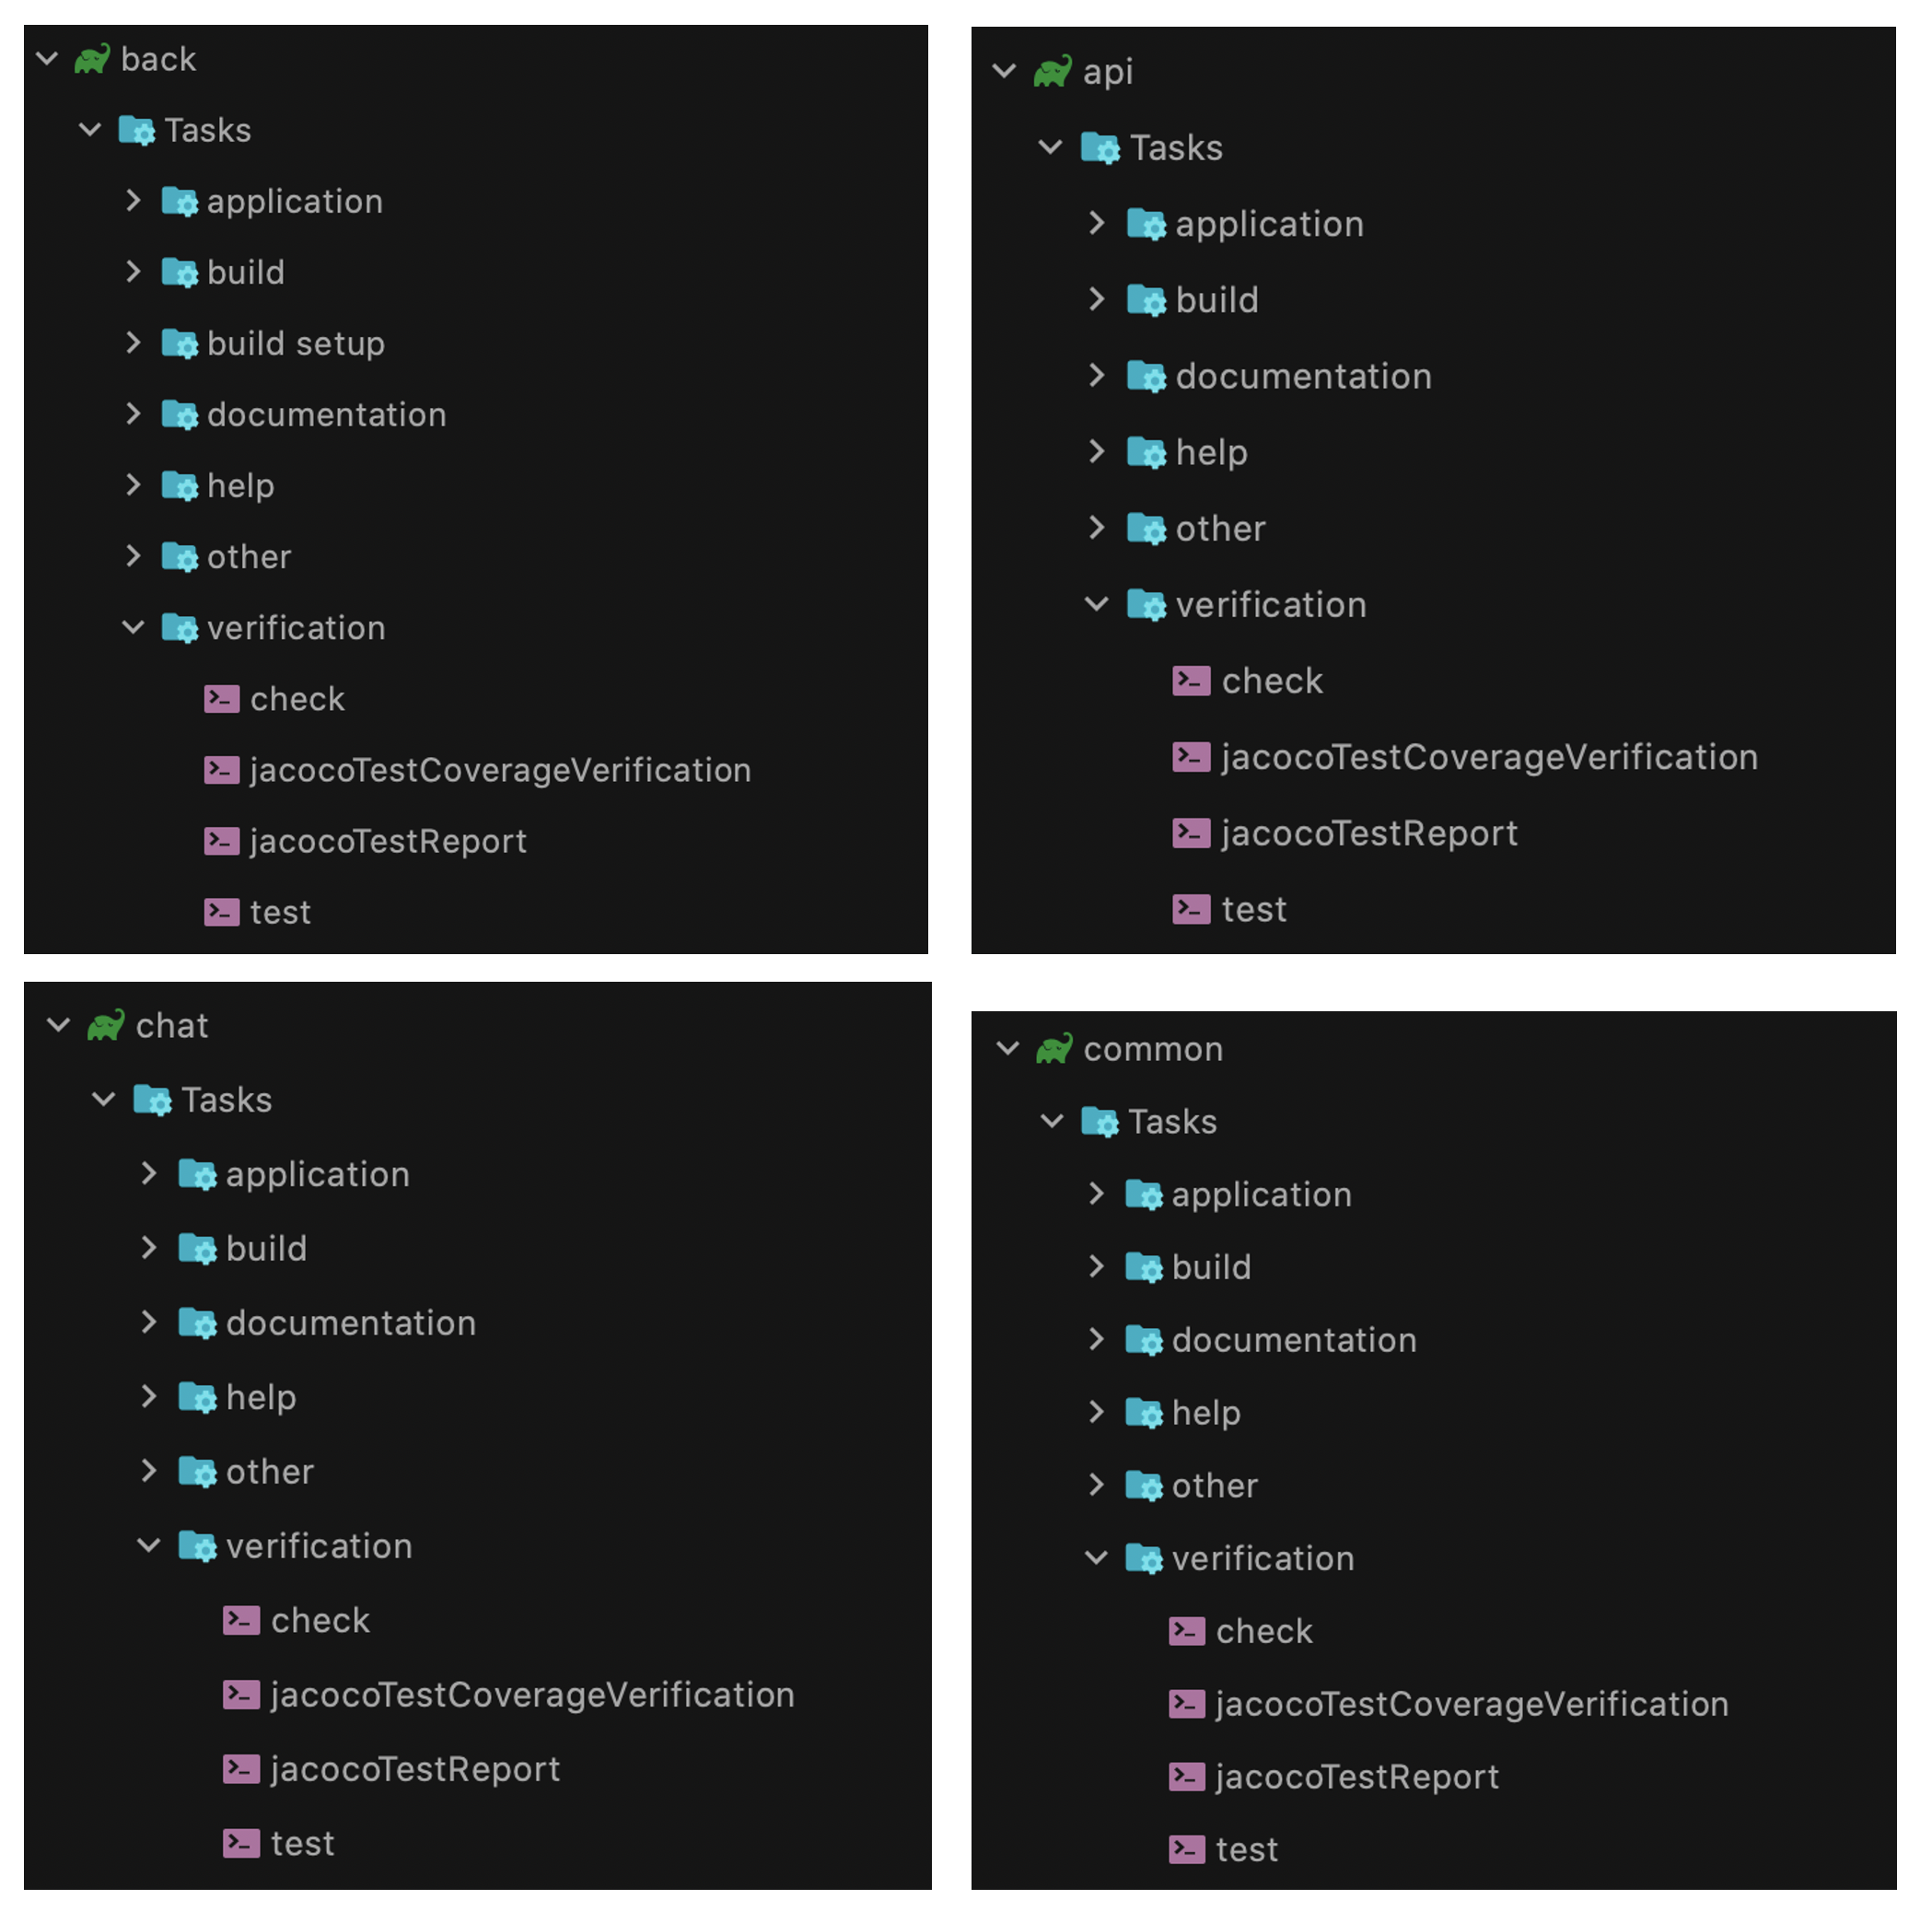 back
Tasks
application
build
build setup
documentation
help
other
verification
check
jacocoTestCoverageVerification
jacocoTestReport
test
api
Tasks
application
build
documentation
help
other
verification
check
jacocoTestCoverageVerification
jacocoTestReport
test
chat
Tasks
application
build
documentation
help
other
verification
check
jacocoTestCoverageVerification
jacocoTestReport
test
common
Tasks
application
build
documentation
help
other
verification
check
jacocoTestCoverageVerification
jacocoTestReport
test